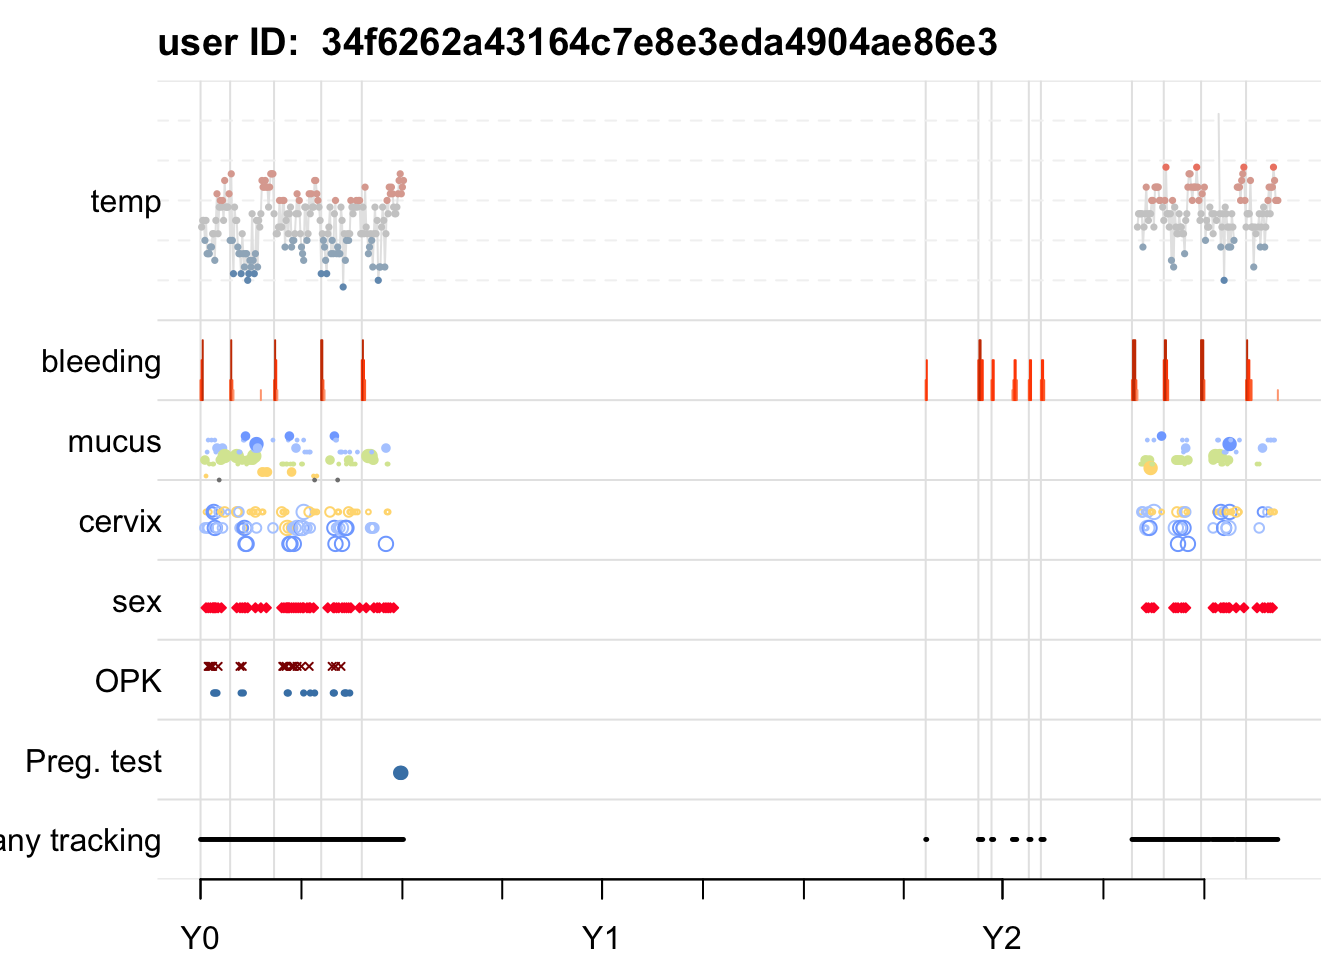 user ID:  34f6262a43164c7e8e3eda4904ae86e3
temp
bleeding
mucus
cervix
sex
OPK
Preg. test
any tracking
Y0 Y1 Y2